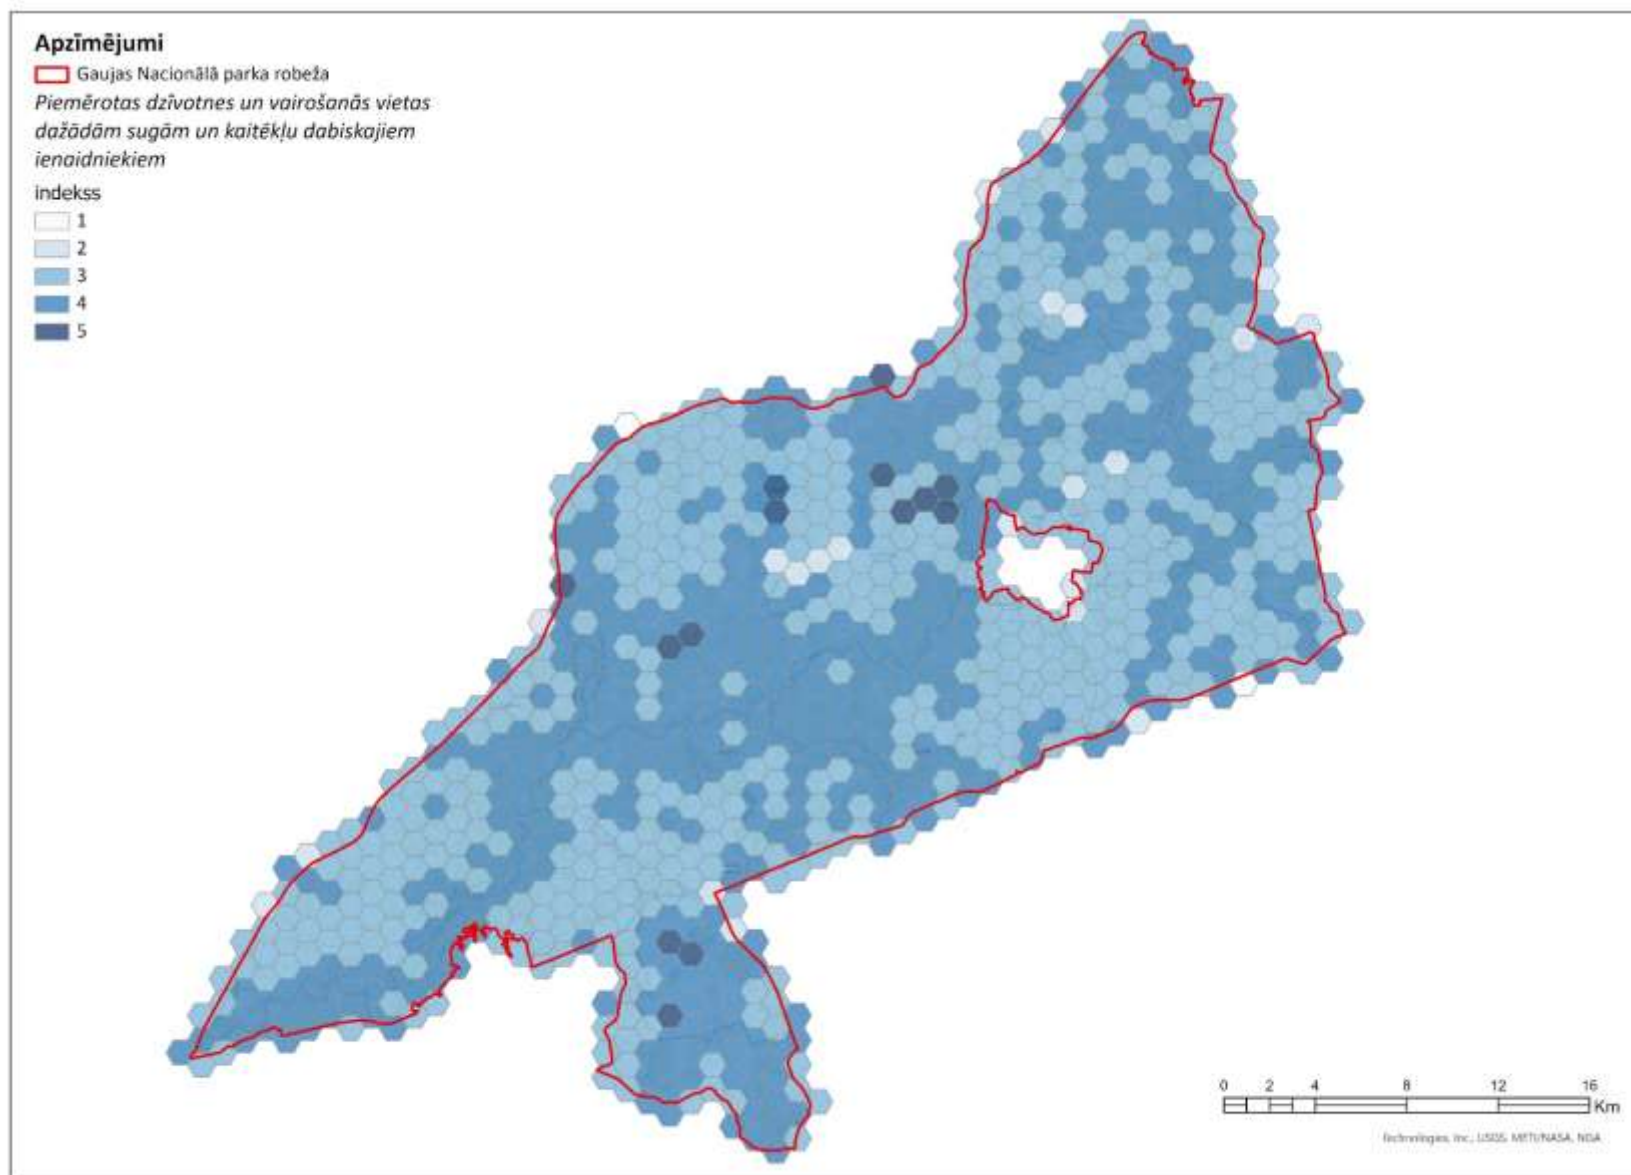 Apzīmējumi
Gaujas Nacionālā parka robeža
Piemērotas dzīvotnes un vairošanās vietas
dažādām sugām un kaitēkļu dabiskajiem
ienaidniekiem
indekss
1
2
3
4
5
0 2 4 8 12 16
Km
Technologies, Inc., USGS, METI/NASA, NGA